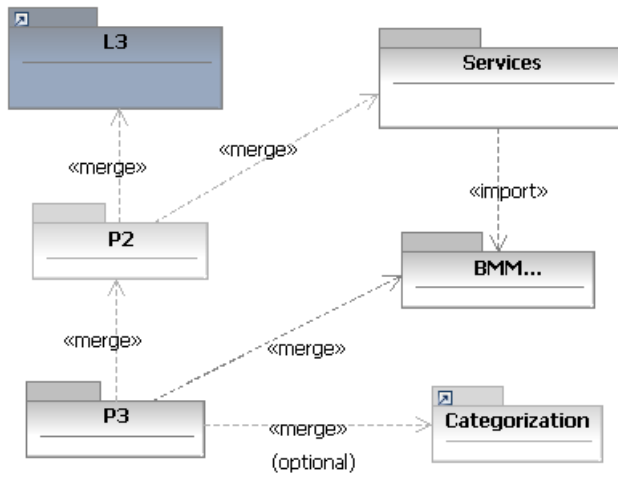 L3
Services
«merge»
«merge»
«import»
P2
BMM...
«merge»
«merge»
P3
Categorization
«merge»
(optional)